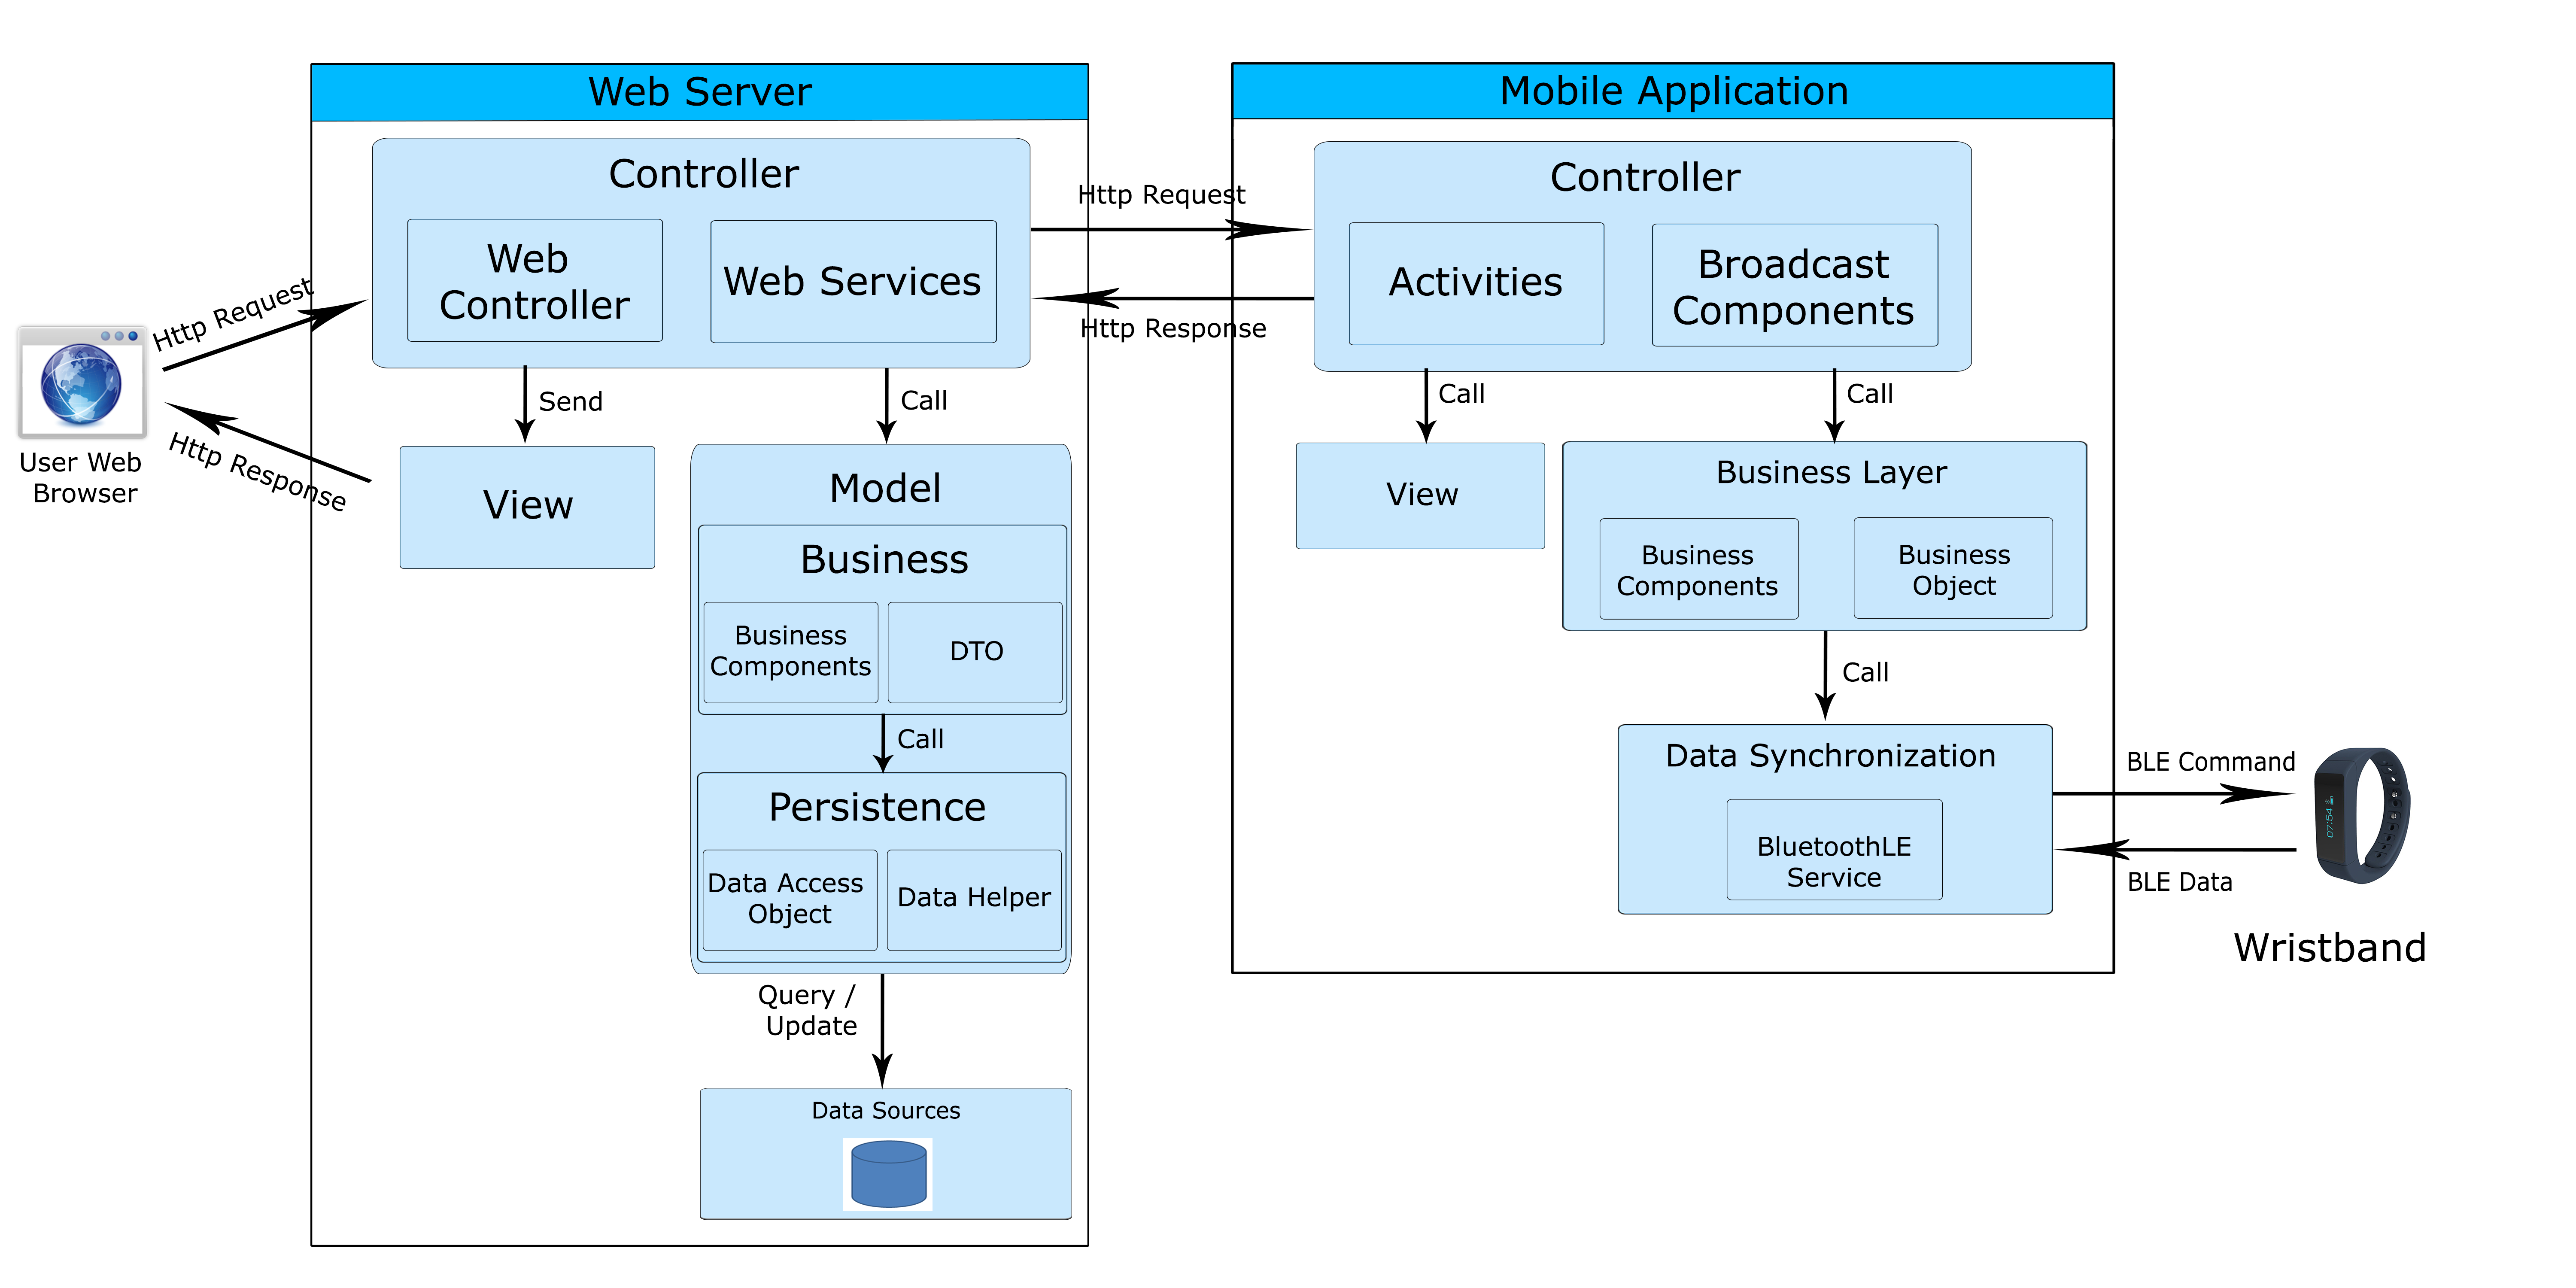 Web Server
Mobile Application
Controller
Web
Controller
Web Services
Http Request
Http Response
User Web
Browser
Send
Call
View
Model
Business
Business
Components
DTO
Call
Persistence
Data Access
Object
Data Helper
Query /
Update
Data Sources
Http Request
Http Response
Controller
Activities
Broadcast
Components
Call
Call
View
Business Layer
Business
Components
Business
Object
Call
Data Synchronization
BluetoothLE
Service
BLE Command
BLE Data
07:54
Wristband